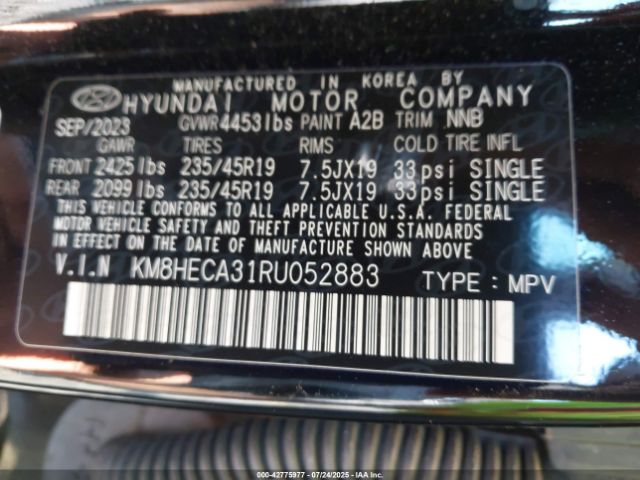 MANUFACTURED IN KOREA BY
HYUNDAI MOTOR COMPANY
SEP/2023 GVWR 4453lbs PAINT A2B TRIM NNB
GAWR TIRES RIMS COLD TIRE INFL
FRONT 2425lbs 235/45R19 7.5JX19 33psi SINGLE
REAR 2099lbs 235/45R19 7.5JX19 33psi SINGLE
THIS VEHICLE CONFORMS TO ALL APPLICABLE U.S.A. FEDERAL
MOTOR VEHICLE SAFETY AND THEFT PREVENTION STANDARDS
IN EFFECT ON THE DATE OF MANUFACTURE SHOWN ABOVE.
V.I.N KM8HECA31RU052883 TYPE : MPV
000-42775977 - 07/24/2025 - IAA Inc.